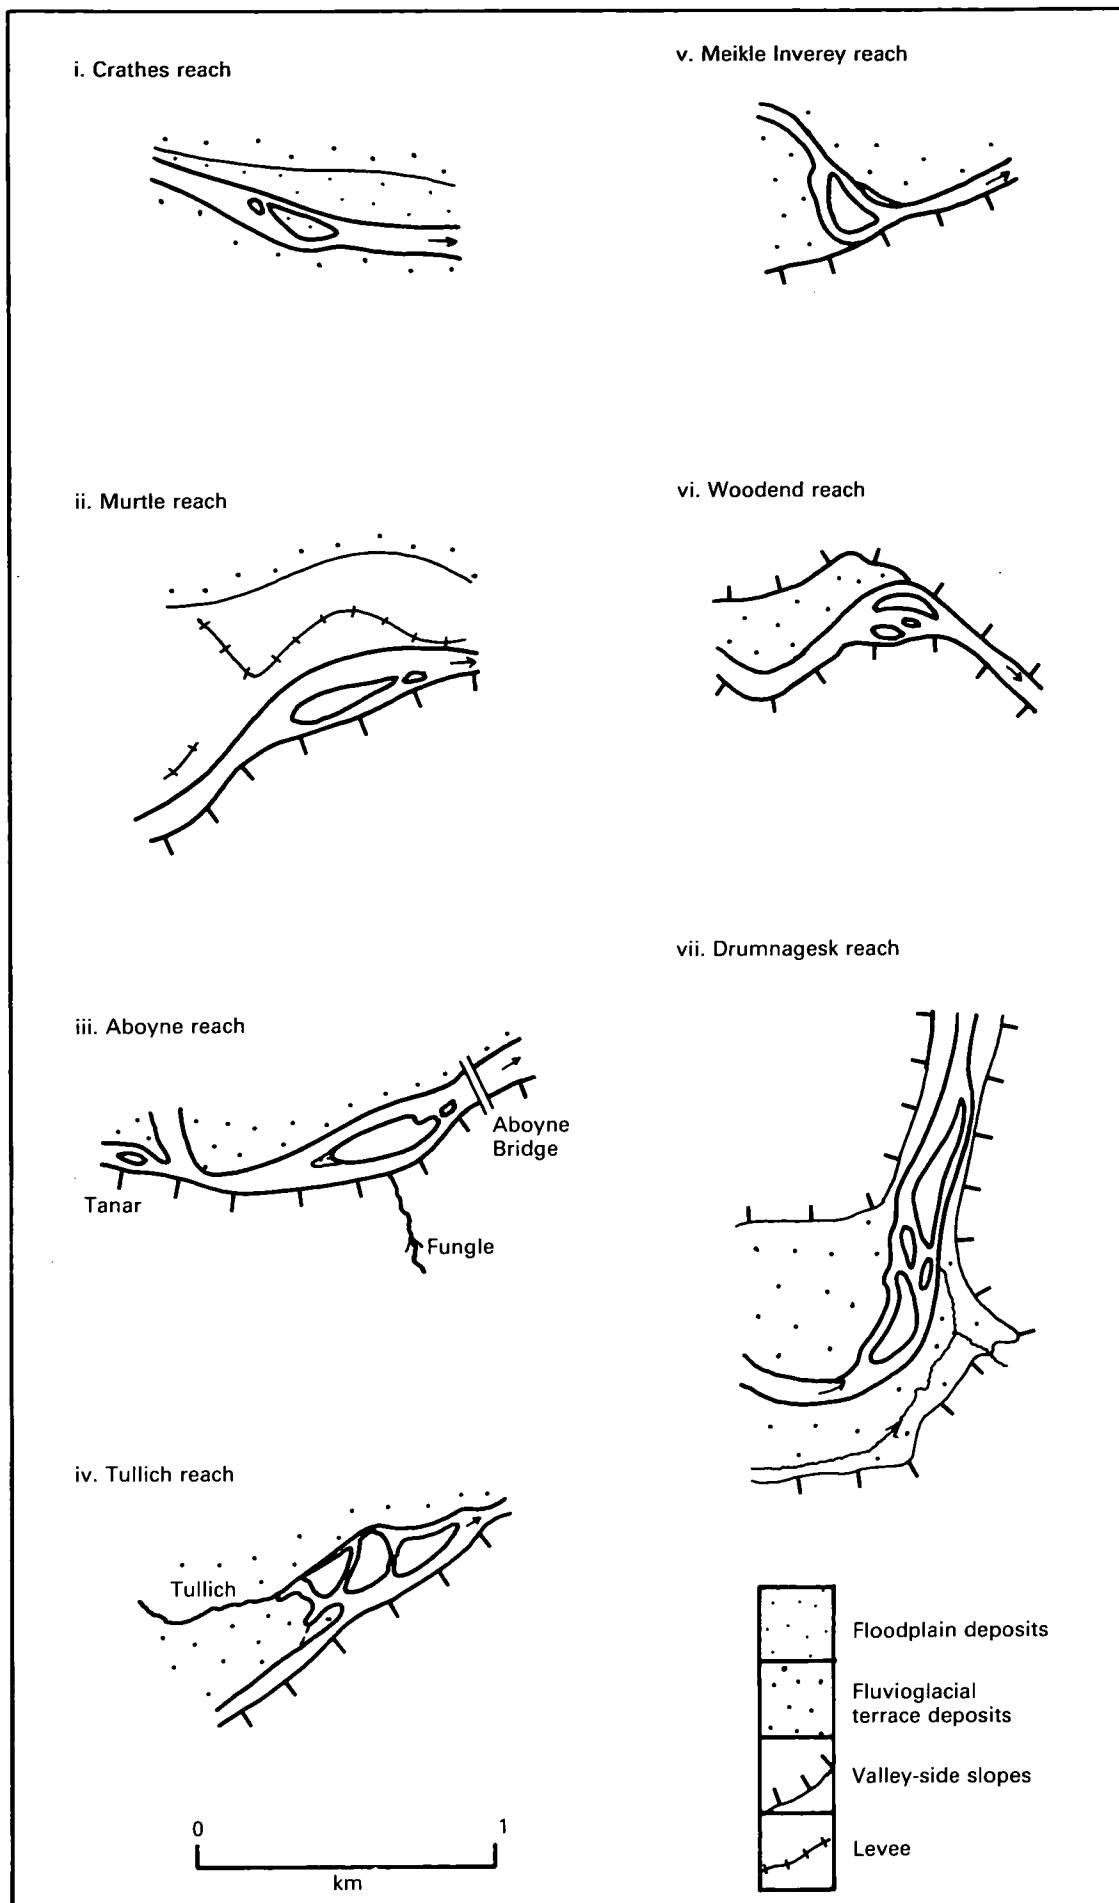 i. Crathes reach
ii. Murtle reach
iii. Aboyne reach
Aboyne
Bridge
Tanar
Fungle
iv. Tullich reach
Tullich
0
1
km
v. Meikle Inverey reach
vi. Woodend reach
vii. Drumnagesk reach
Floodplain deposits
Fluvioglacial
terrace deposits
Valley-side slopes
Levee